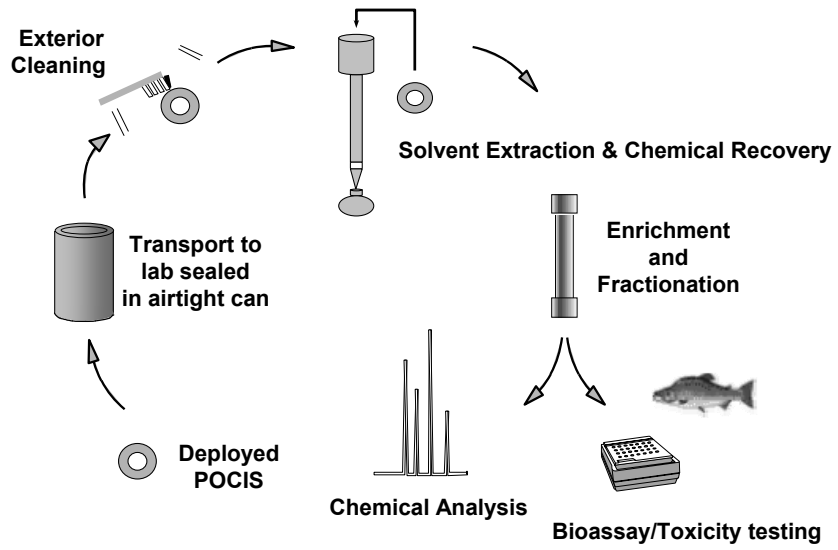 Exterior
Cleaning
Solvent Extraction & Chemical Recovery
Transport to
lab sealed
in airtight can
Enrichment
and
Fractionation
Deployed
POCIS
Chemical Analysis
Bioassay/Toxicity testing